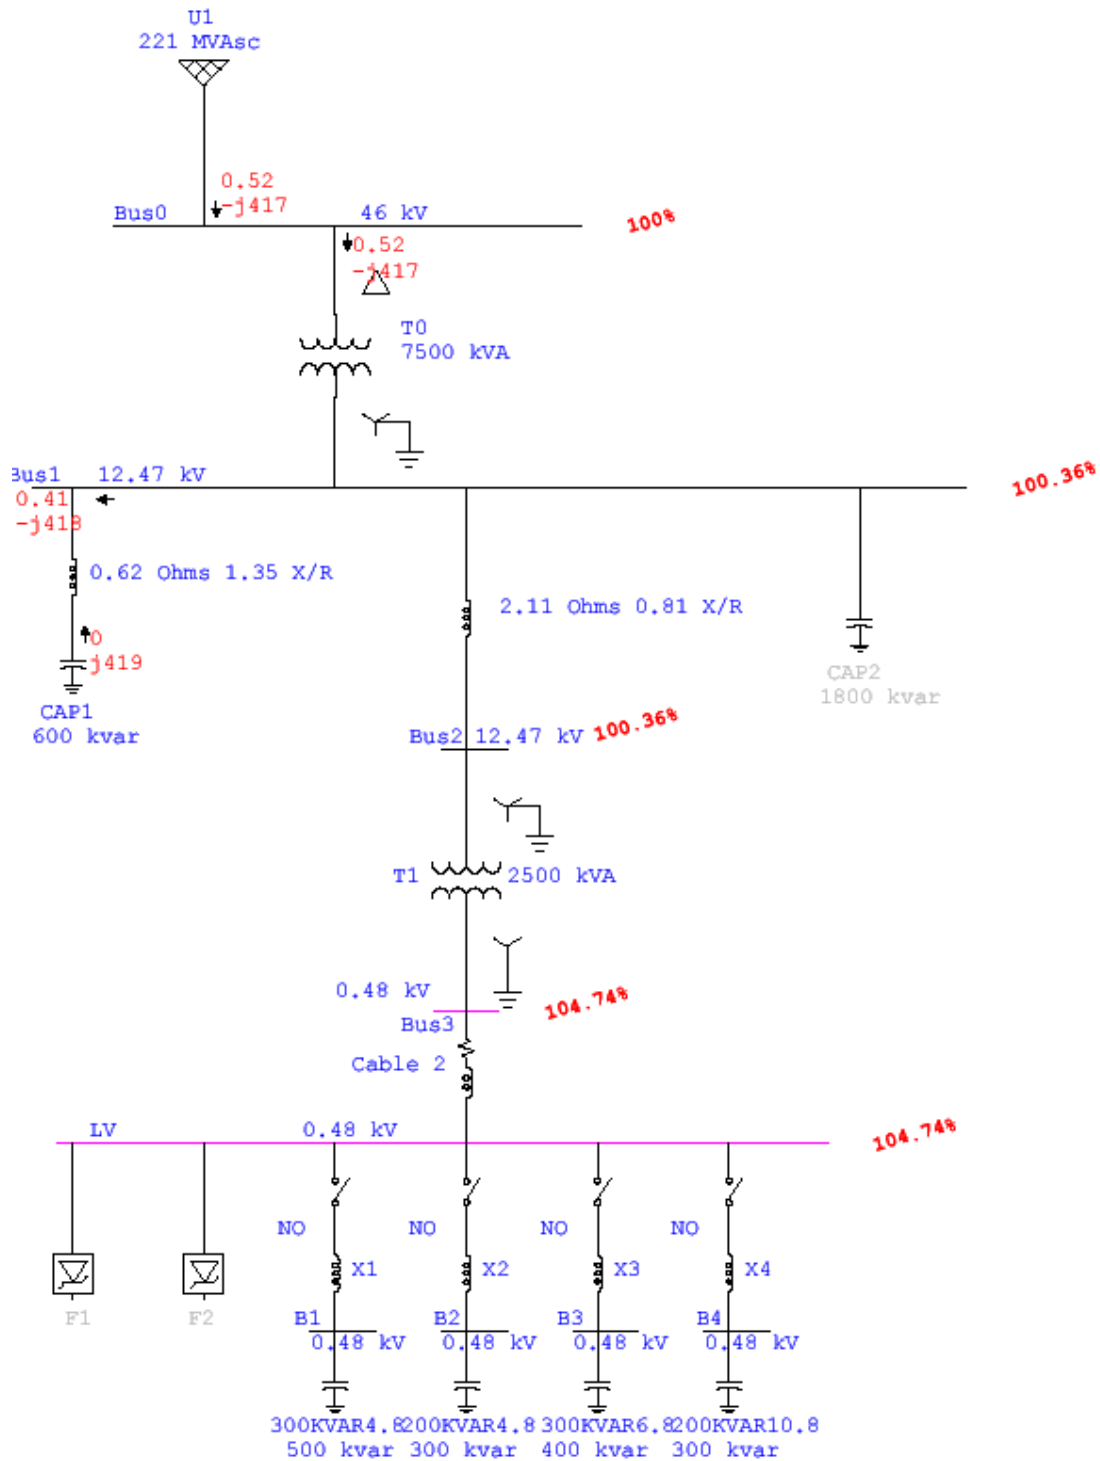 U1
221 MVAsc
0.52
-j417
Bus0 46 kV 100%
0.52
-j417
T0
7500 kVA
Bus1 12.47 kV 100.36%
0.41
-j418
0.62 Ohms 1.35 X/R
2.11 Ohms 0.81 X/R
0
j419
CAP1
600 kvar
CAP2
1800 kvar
Bus2 12.47 kV 100.36%
T1 2500 kVA
0.48 kV 104.74%
Bus3
Cable 2
LV 0.48 kV 104.74%
NO NO NO NO
X1 X2 X3 X4
F1 F2
B1 B2 B3 B4
0.48 kV 0.48 kV 0.48 kV 0.48 kV
300KVAR4.8 200KVAR4.8 300KVAR6.8 200KVAR10.8
500 kvar 300 kvar 400 kvar 300 kvar